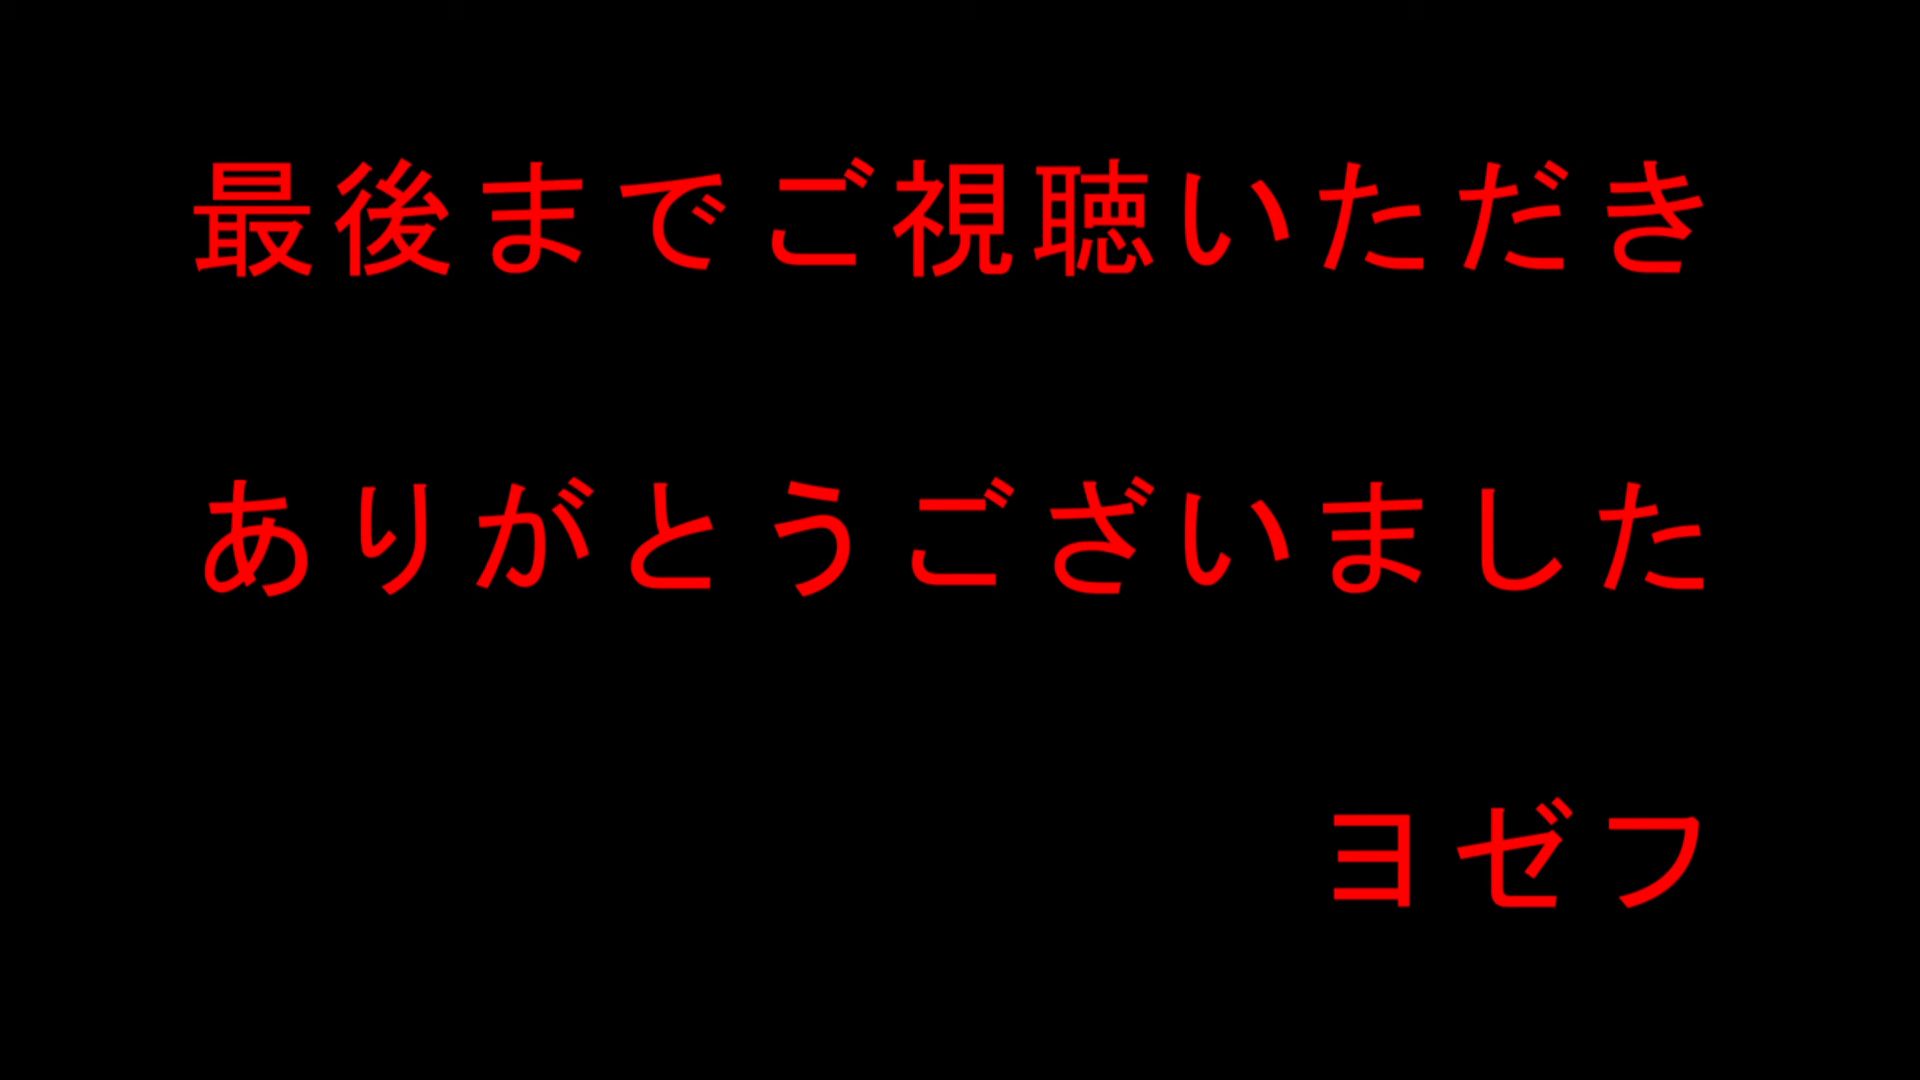 最後までご視聴いただき
ありがとうございました
ヨゼフ